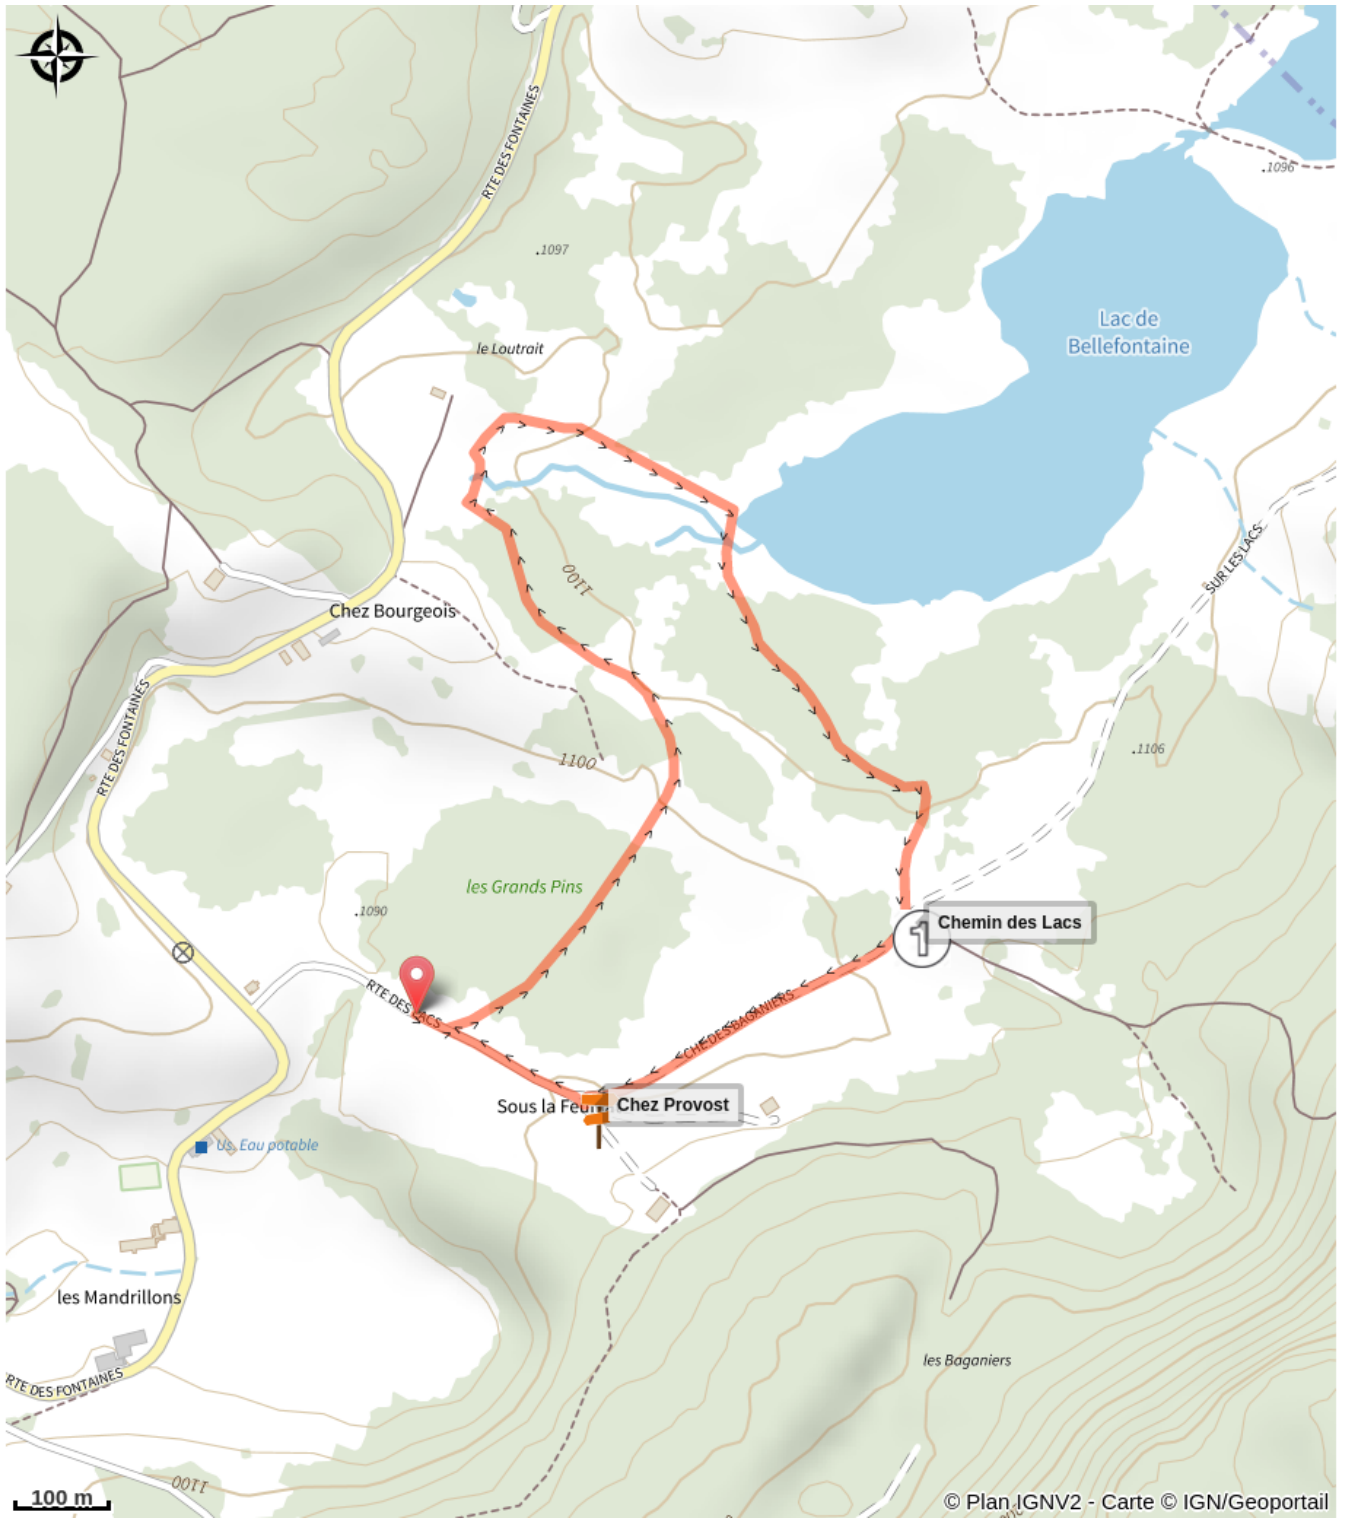 RTE DES FONTAINES
.1096
.1097
Lac de
Bellefontaine
le Loutrait
SUR LES LACS
1100
Chez Bourgeois
RTE DES FONTAINES
.1106
1100
les Grands Pins
.1090
1
Chemin des Lacs
RTE DES LACS
CHE DES BAGANIERS
Chez Provost
Sous la Feu
Us. Eau potable
les Mandrillons
les Baganiers
RTE DES FONTAINES
1100
100 m
© Plan IGNV2 - Carte © IGN/Geoportail